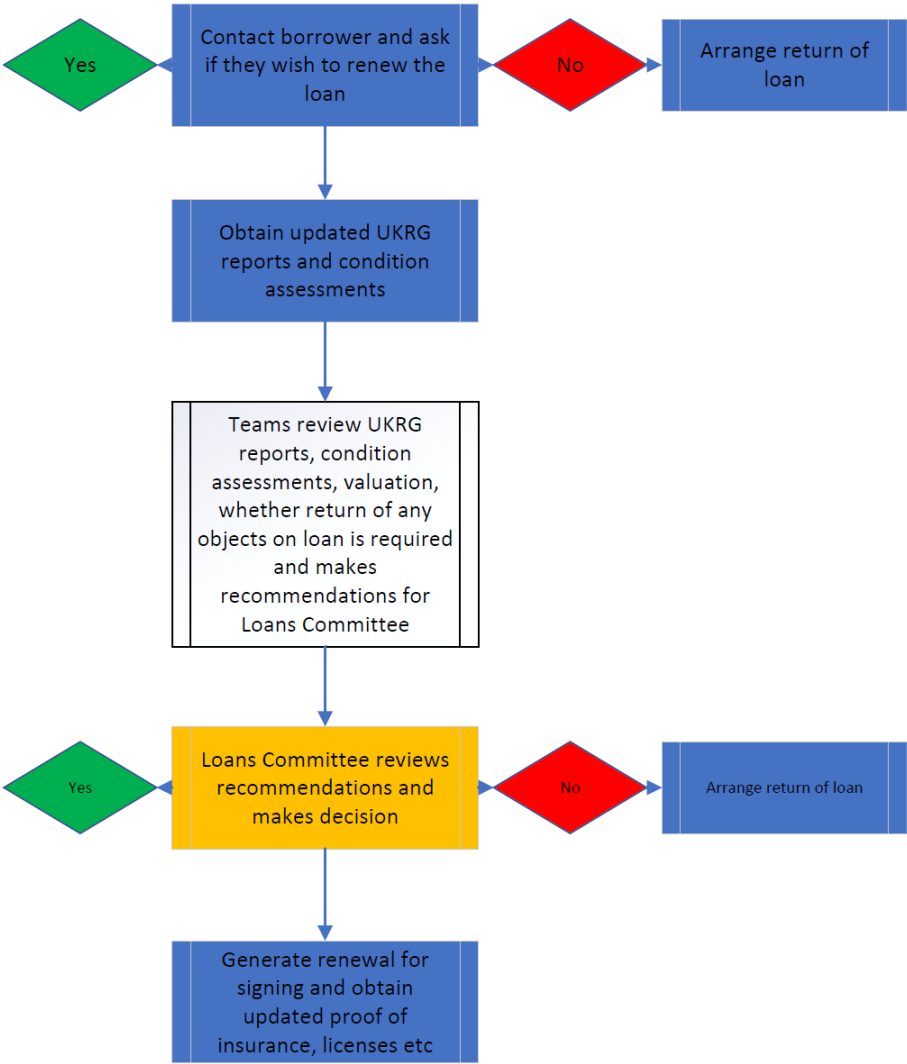 Yes
Contact borrower and ask
if they wish to renew the
loan
No
Arrange return of
loan
Obtain updated UKRG
reports and condition
assessments
Teams review UKRG
reports, condition
assessments, valuation,
whether return of any
objects on loan is required
and makes
recommendations for
Loans Committee
Yes
Loans Committee reviews
recommendations and
makes decision
No
Arrange return of loan
Generate renewal for
signing and obtain
updated proof of
insurance, licenses etc